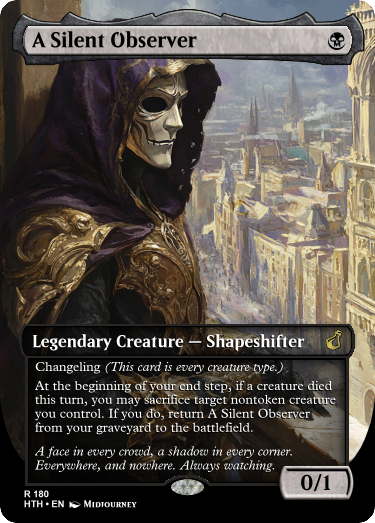 A Silent Observer
Legendary Creature — Shapeshifter
Changeling (This card is every creature type.)
At the beginning of your end step, if a creature died
this turn, you may sacrifice target nontoken creature
you control. If you do, return A Silent Observer
from your graveyard to the battlefield.
A face in every crowd, a shadow in every corner.
Everywhere, and nowhere. Always watching.
0/1
R 180
HTH • EN Midjourney